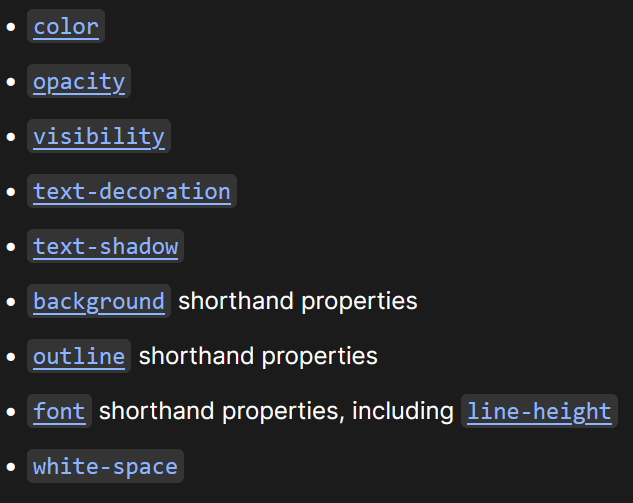 color
opacity
visibility
text-decoration
text-shadow
background shorthand properties
outline shorthand properties
font shorthand properties, including line-height
white-space